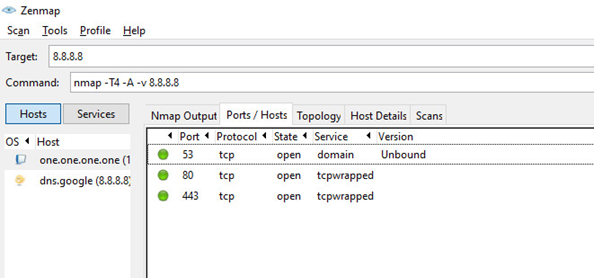 Zenmap
Scan Tools Profile Help
Target: 8.8.8.8
Command: nmap -T4 -A -v 8.8.8.8
Hosts Services Nmap Output Ports / Hosts Topology Host Details Scans
OS Host Port Protocol State Service Version
one.one.one.one (1 53 tcp open domain Unbound
dns.google (8.8.8.8) 80 tcp open tcpwrapped
443 tcp open tcpwrapped